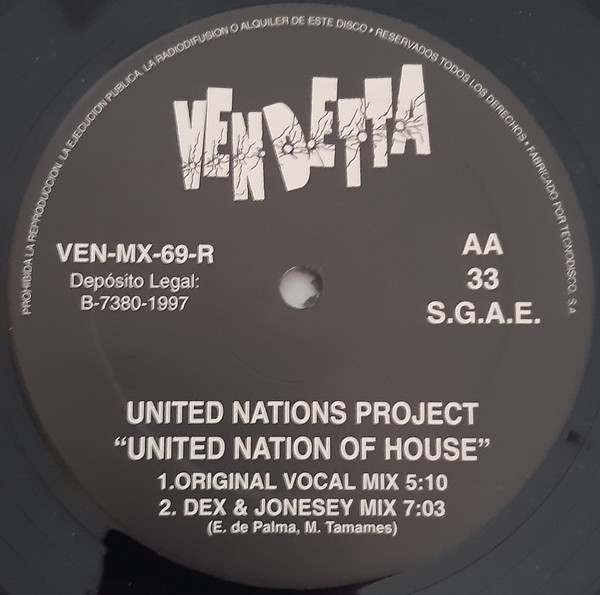 PROHIBIDA LA REPRODUCCION, LA EJECUCION PUBLICA, LA RADIODIFUSION O ALQUILER DE ESTE DISCO • RESERVADOS TODOS LOS DERECHOS • FABRICADO POR TECNODISCO, S.A.
VENDETTA
VEN-MX-69-R
Depósito Legal:
B-7380-1997
AA
33
S.G.A.E.
UNITED NATIONS PROJECT
“UNITED NATION OF HOUSE”
1.ORIGINAL VOCAL MIX 5:10
2. DEX & JONESEY MIX 7:03
(E. de Palma, M. Tamames)